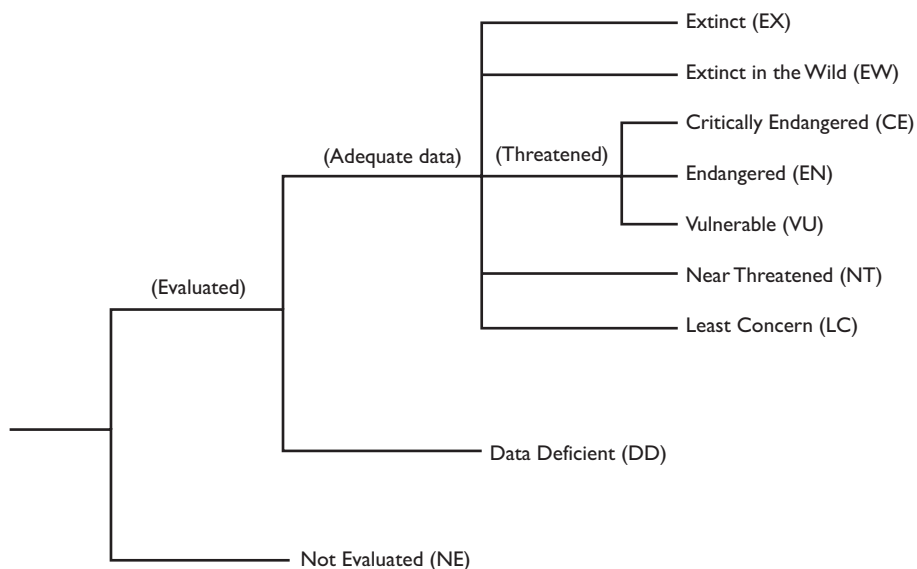 Extinct (EX)
Extinct in the Wild (EW)
Critically Endangered (CE)
(Adequate data)
(Threatened)
Endangered (EN)
Vulnerable (VU)
Near Threatened (NT)
(Evaluated)
Least Concern (LC)
Data Deficient (DD)
Not Evaluated (NE)